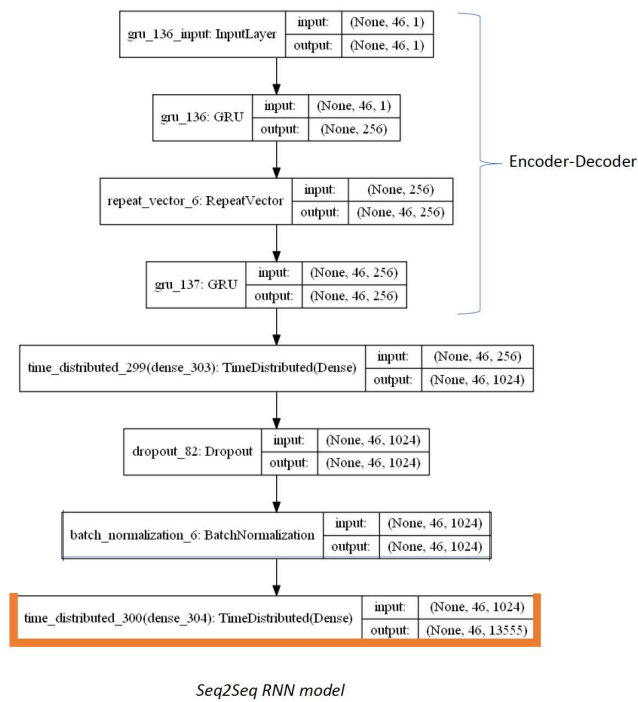 gru_136_input: InputLayer input: (None, 46, 1)
output: (None, 46, 1)
gru_136: GRU input: (None, 46, 1)
output: (None, 256)
Encoder-Decoder
repeat_vector_6: RepeatVector input: (None, 256)
output: (None, 46, 256)
gru_137: GRU input: (None, 46, 256)
output: (None, 46, 256)
time_distributed_299(dense_303): TimeDistributed(Dense) input: (None, 46, 256)
output: (None, 46, 1024)
dropout_82: Dropout input: (None, 46, 1024)
output: (None, 46, 1024)
batch_normalization_6: BatchNormalization input: (None, 46, 1024)
output: (None, 46, 1024)
time_distributed_300(dense_304): TimeDistributed(Dense) input: (None, 46, 1024)
output: (None, 46, 13555)
Seq2Seq RNN model